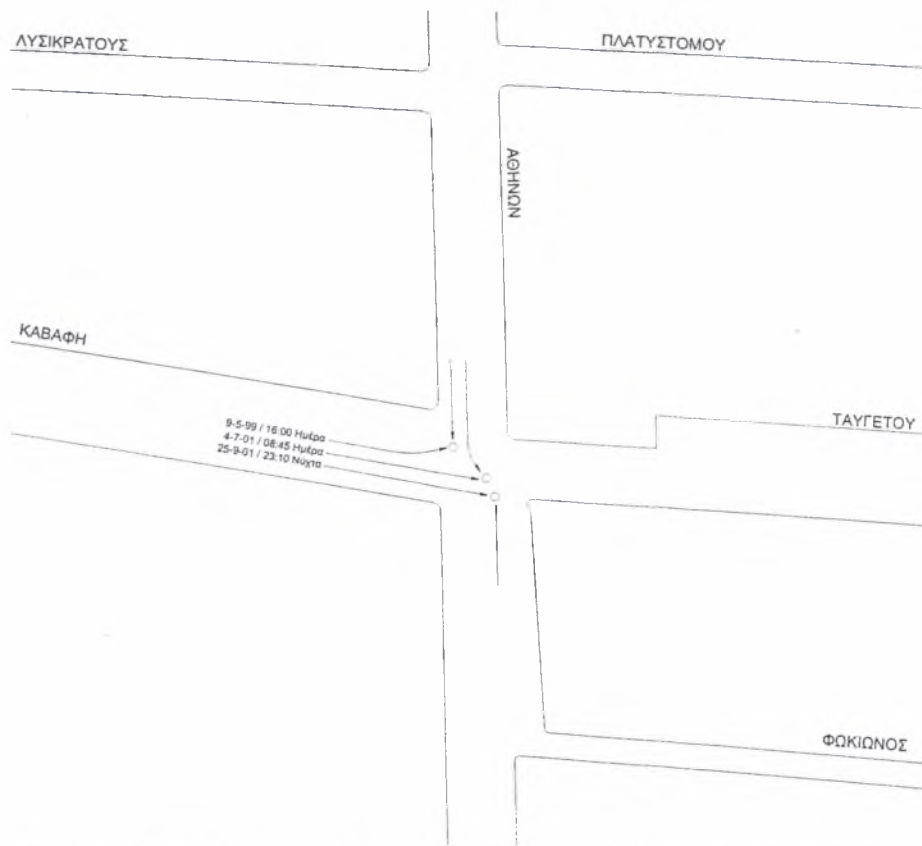 ΛΥΣΙΚΡΑΤΟΥΣ
ΠΛΑΤΥΣΤΟΜΟΥ
ΑΘΗΝΩΝ
ΚΑΒΑΦΗ
ΤΑΥΓΕΤΟΥ
9-5-99 / 16:00 Ημέρα
4-7-01 / 08:45 Ημέρα
25-9-01 / 23:10 Νύχτα
ΦΩΚΙΩΝΟΣ